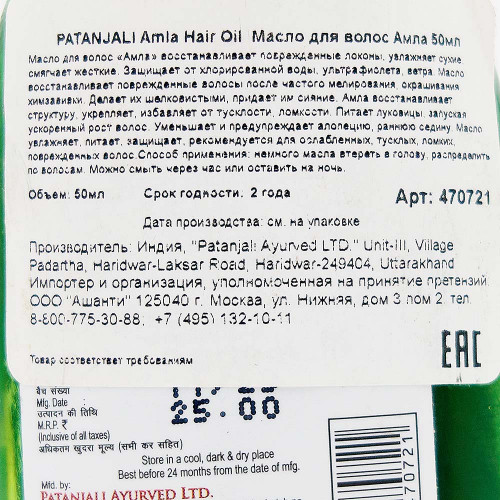 PATANJALI Amla Hair Oil Масло для волос Амла 50мл
Масло для волос «Амла» восстанавливает поврежденные локоны, увлажняет сухие
смягчает жесткие. Защищает от хлорированной воды, ультрафиолета, ветра. Масло
восстанавливает поврежденные волосы после частого мелирования, окрашивания
химзавивки. Делает их шелковистыми, придает им сияние. Амла восстанавливает
структуру, укрепляет, избавляет от тусклости, ломкости. Питает луковицы, запуская
ускоренный рост волос. Уменьшает и предупреждает алопецию, раннюю седину. Масло
увлажняет, питает, защищает, рекомендуется для ослабленных, тусклых, ломких,
поврежденных волос. Способ применения: немного масла втереть в голову, распределить
по волосам. Можно смыть через час или оставить на ночь.
Объем: 50мл Срок годности: 2 года
Арт: 470721
Дата производства: см. на упаковке
Производитель: Индия, "Patanjali Ayurved LTD." Unit-III, Village
Padartha, Haridwar-Laksar Road, Haridwar-249404, Uttarakhand
Импортер и организация, уполномоченная на принятие претензий
ООО "Ашанти" 125040 г. Москва, ул. Нижняя, дом 3 пом 2. тел.
8-800-775-30-88; +7 (495) 132-10-11
EAC
Товар соответствует требованиям
बैच संख्या
Mfg. Date :
उत्पादन की तिथि
25.00
M.R.P. ₹
(Inclusive of all taxes)
अधिकतम खुदरा मूल्य (सभी कर सहित)
Store in a cool, dark & dry place
Best before 24 months from the date of mfg.
Mfd. by:
PATANJALI AYURVED LTD.